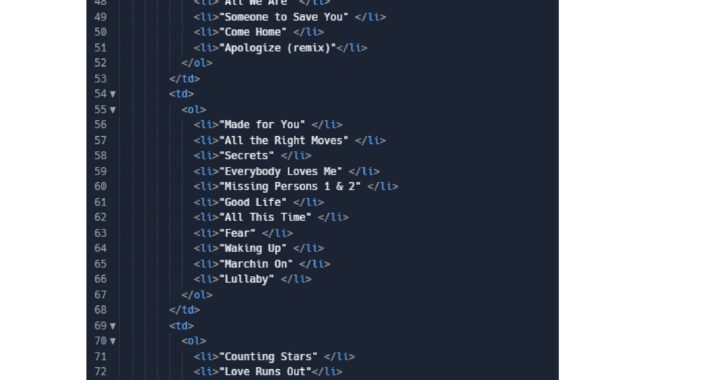 48 <li>"All We Are" </li>
49 <li>"Someone to Save You" </li>
50 <li>"Come Home" </li>
51 <li>"Apologize (remix)"</li>
52 </ol>
53 </td>
54 <td>
55 <ol>
56 <li>"Made for You" </li>
57 <li>"All the Right Moves" </li>
58 <li>"Secrets" </li>
59 <li>"Everybody Loves Me" </li>
60 <li>"Missing Persons 1 & 2" </li>
61 <li>"Good Life" </li>
62 <li>"All This Time" </li>
63 <li>"Fear" </li>
64 <li>"Waking Up" </li>
65 <li>"Marchin On" </li>
66 <li>"Lullaby" </li>
67 </ol>
68 </td>
69 <td>
70 <ol>
71 <li>"Counting Stars" </li>
72 <li>"Love Runs Out"</li>